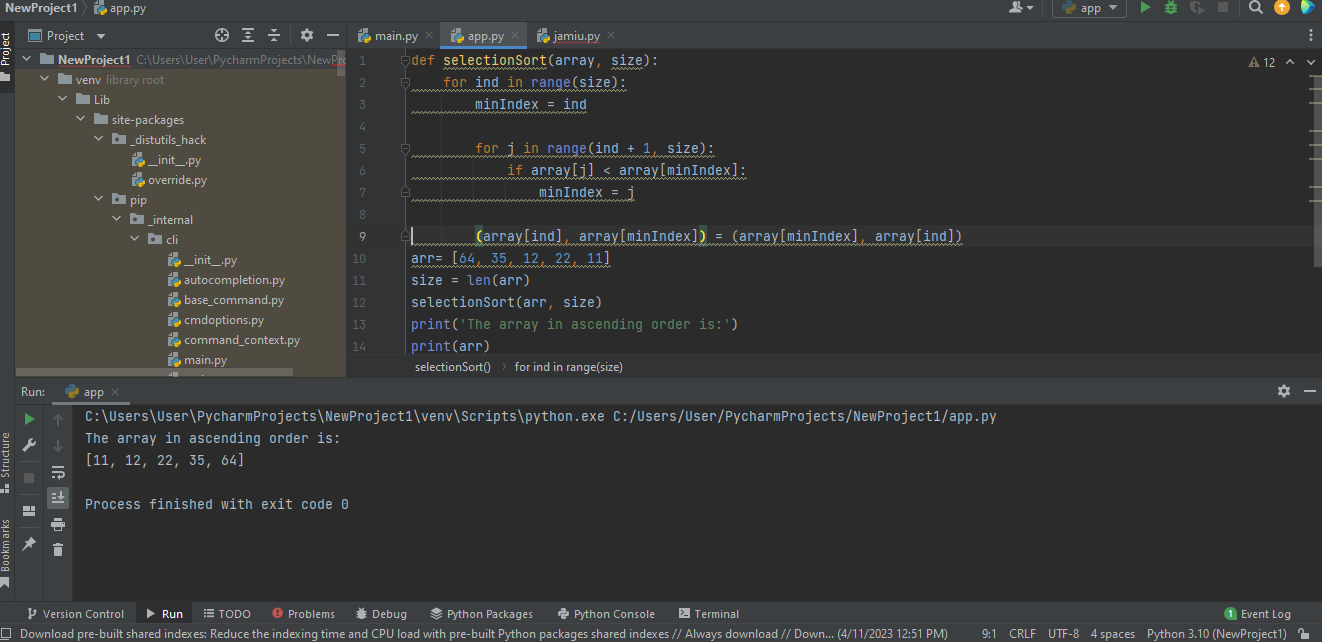 NewProject1 app.py
app
Project
main.py
app.py
jamiu.py
Project
NewProject1 C:\Users\User\PycharmProjects\NewPr
venv library root
Lib
site-packages
_distutils_hack
__init__.py
override.py
pip
_internal
cli
__init__.py
autocompletion.py
base_command.py
cmdoptions.py
command_context.py
main.py
12
1 def selectionSort(array, size):
2 for ind in range(size):
3 minIndex = ind
4
5 for j in range(ind + 1, size):
6 if array[j] < array[minIndex]:
7 minIndex = j
8
9 (array[ind], array[minIndex]) = (array[minIndex], array[ind])
10 arr= [64, 35, 12, 22, 11]
11 size = len(arr)
12 selectionSort(arr, size)
13 print('The array in ascending order is:')
14 print(arr)
selectionSort() for ind in range(size)
Run: app
C:\Users\User\PycharmProjects\NewProject1\venv\Scripts\python.exe C:/Users/User/PycharmProjects/NewProject1/app.py
The array in ascending order is:
[11, 12, 22, 35, 64]
Process finished with exit code 0
Structure
Bookmarks
Version Control Run TODO Problems Debug Python Packages Python Console Terminal 1 Event Log
Download pre-built shared indexes: Reduce the indexing time and CPU load with pre-built Python packages shared indexes // Always download // Down... (4/11/2023 12:51 PM) 9:1 CRLF UTF-8 4 spaces Python 3.10 (NewProject1)